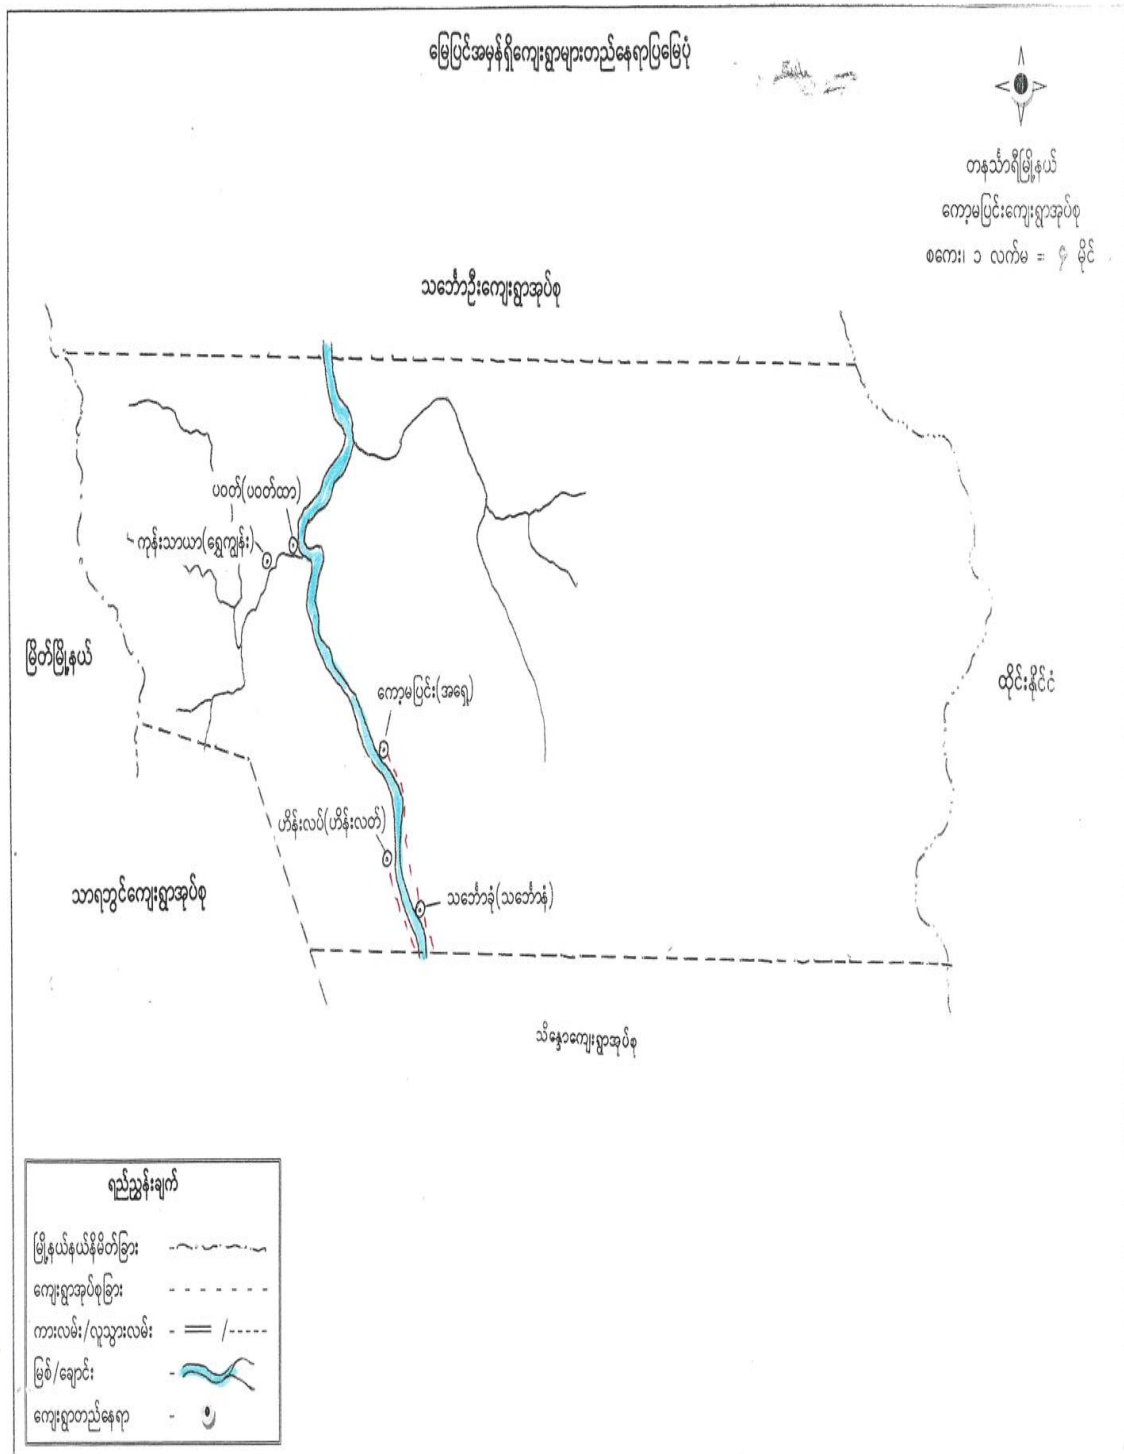 မြေပြင်အမှန်ရှိကျေးရွာများတည်နေရာပြမြေပုံ
တနင်္သာရီမြို့နယ်
ကော့မပြင်းကျေးရွာအုပ်စု
စကေး၊ ၁ လက်မ = ၄ မိုင်
သင်္ဘောဦးကျေးရွာအုပ်စု
ပဝတ်(ပဝတ်ထာ)
ကုန်းသာယာ(ရွှေကျွန်း)
မြိတ်မြို့နယ်
ကော့မပြင်း(အရှေ့)
ထိုင်းနိုင်ငံ
ဟိန်းလပ်(ဟိန်းလတ်)
သာရဘွင်ကျေးရွာအုပ်စု
သင်္ဘောခုံ(သင်္ဘောနံ)
သိန္ဒောကျေးရွာအုပ်စု
ရည်ညွှန်းချက်
မြို့နယ်နယ်နိမိတ်ခြား
ကျေးရွာအုပ်စုခြား
ကားလမ်း/လူသွားလမ်း
မြစ်/ချောင်း
ကျေးရွာတည်နေရာ